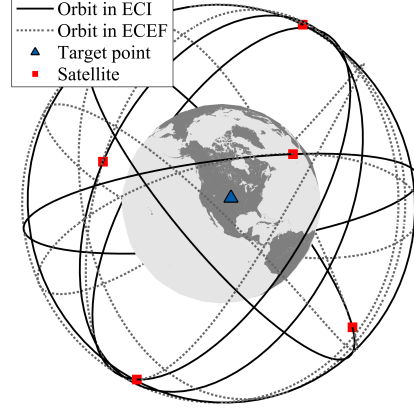 Orbit in ECI
Orbit in ECEF
Target point
Satellite